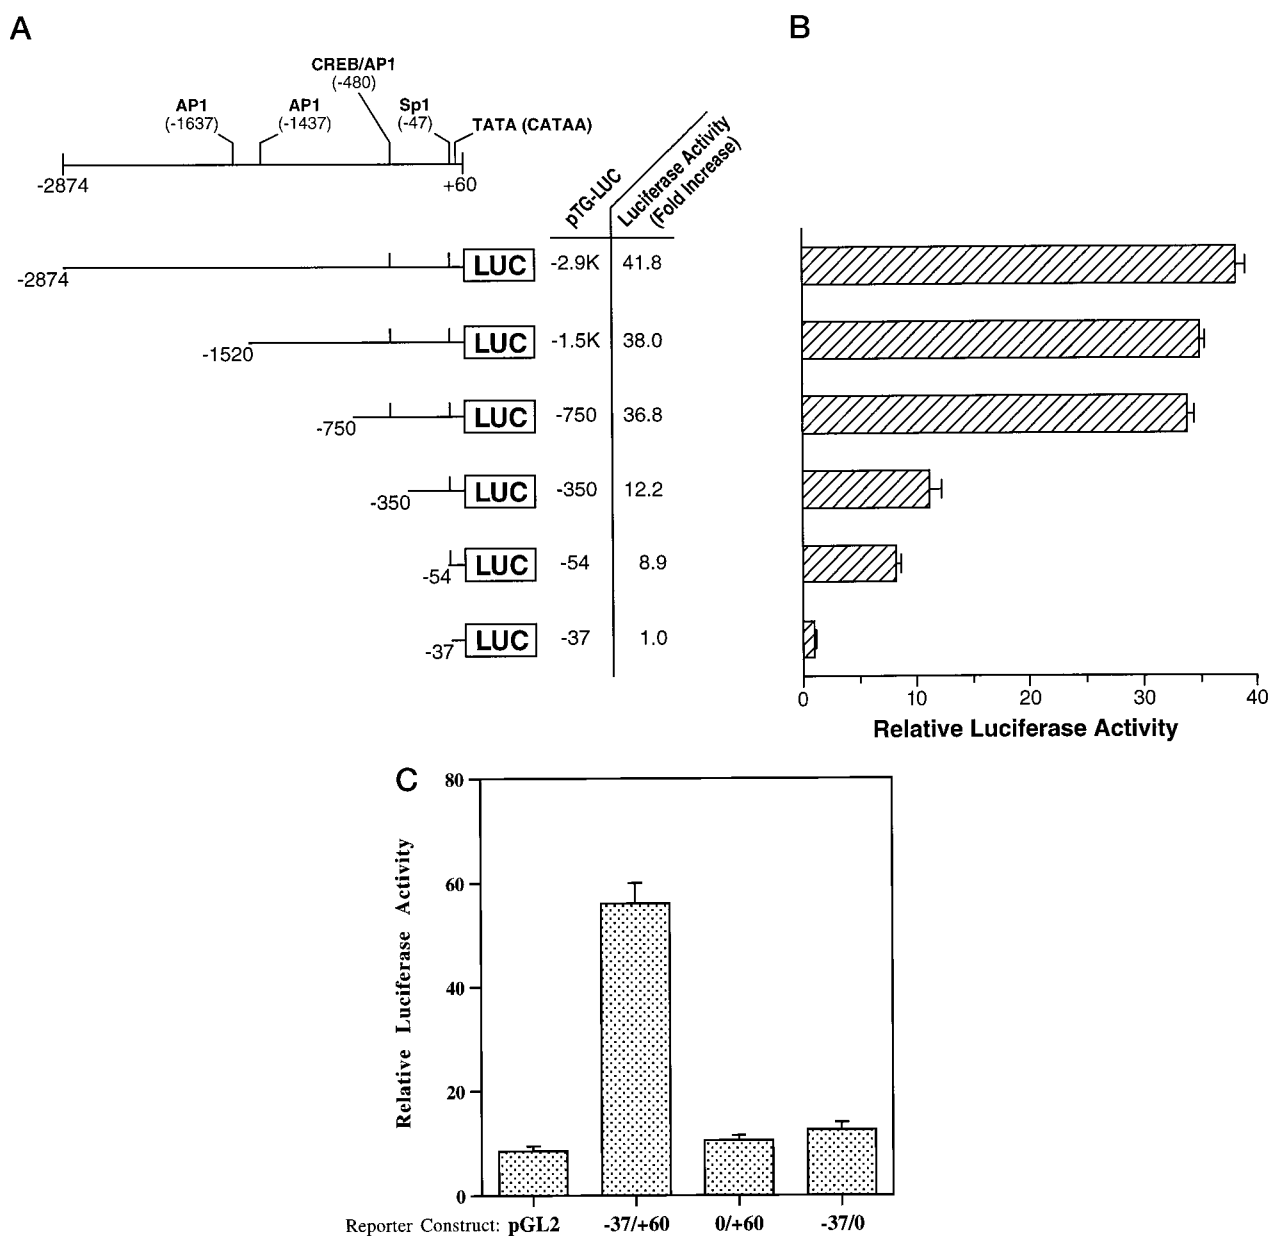 A
CREB/AP1
(-480)
AP1
(-1637)
AP1
(-1437)
Sp1
(-47)
TATA (CATAA)
-2874
+60
pTG-LUC
Luciferase Activity
(Fold Increase)
-2874
LUC
-2.9K
41.8
-1520
LUC
-1.5K
38.0
-750
LUC
-750
36.8
-350
LUC
-350
12.2
-54
LUC
-54
8.9
-37
LUC
-37
1.0
B
0 10 20 30 40
Relative Luciferase Activity
C
Relative Luciferase Activity
80
60
40
20
0
Reporter Construct: pGL2 -37/+60 0/+60 -37/0